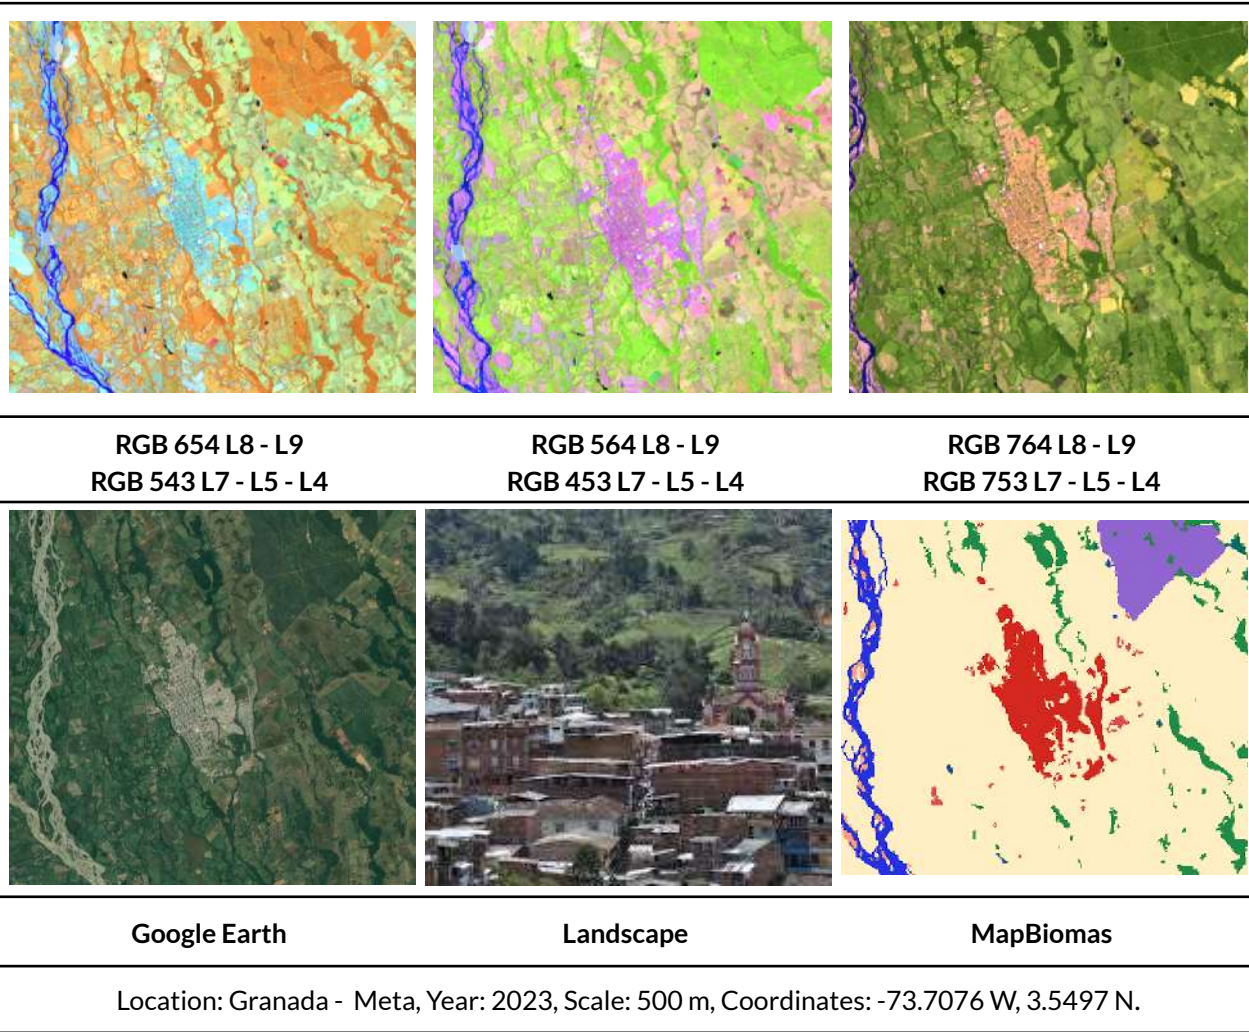 RGB 654 L8 - L9
RGB 543 L7 - L5 - L4
RGB 564 L8 - L9
RGB 453 L7 - L5 - L4
RGB 764 L8 - L9
RGB 753 L7 - L5 - L4
Google Earth
Landscape
MapBiomas
Location: Granada - Meta, Year: 2023, Scale: 500 m, Coordinates: -73.7076 W, 3.5497 N.